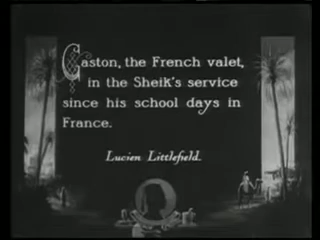 Gaston, the French valet,
in the Sheik's service
since his school days in
France.
Lucien Littlefield.